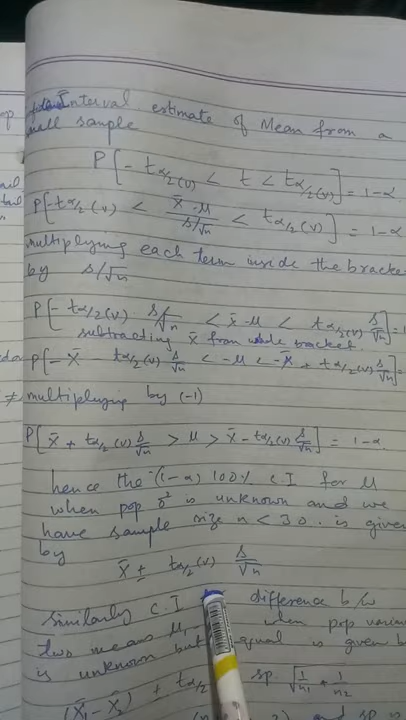 Interval estimate of Mean from a
small sample
P[-tα/2(v) < t < tα/2(v)] = 1-α
P[-tα/2(v) < x̄-μ / s/√n < tα/2(v)] = 1-α
multiplying each term inside the bracke
by s/√n
P[-tα/2(v) s/√n < x̄-μ < tα/2(v) s/√n] =
subtracting x̄ from whole bracket
P[-x̄ - tα/2(v) s/√n < -μ < -x̄ + tα/2(v) s/√n] =
≠ multiplying by (-1)
P[x̄ + tα/2(v) s/√n > μ > x̄ - tα/2(v) s/√n] = 1-α
hence the (1-α) 100% C.I for μ
when pop σ² is unknown and we
have sample size n < 30. is given
by
x̄ ± tα/2(v) s/√n
Similarly C.I difference b/w
two means μ₁- when pop varian
is unknown but equal is given b
(x̄₁-x̄₂) + tα/2 sp √1/n₁ + 1/n₂